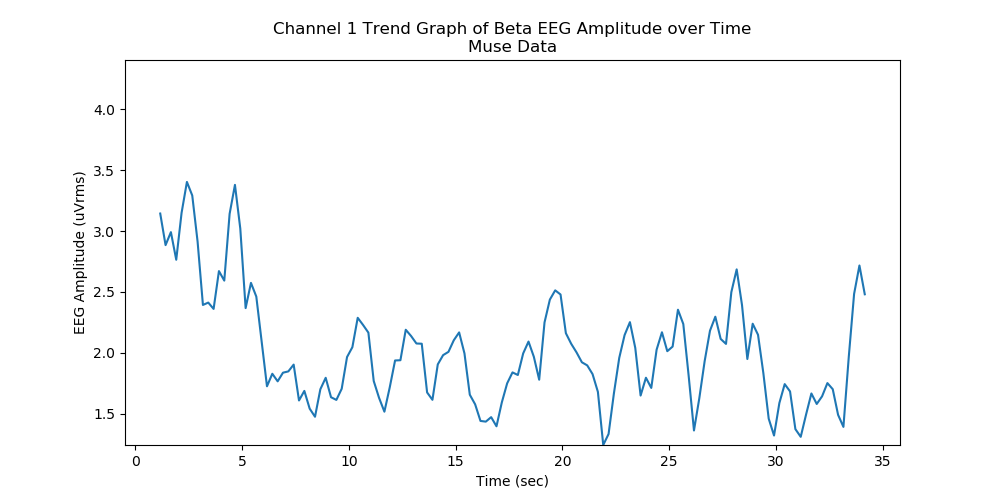 Channel 1 Trend Graph of Beta EEG Amplitude over Time
Muse Data
EEG Amplitude (uVrms)
4.0
3.5
3.0
2.5
2.0
1.5
0 5 10 15 20 25 30 35
Time (sec)